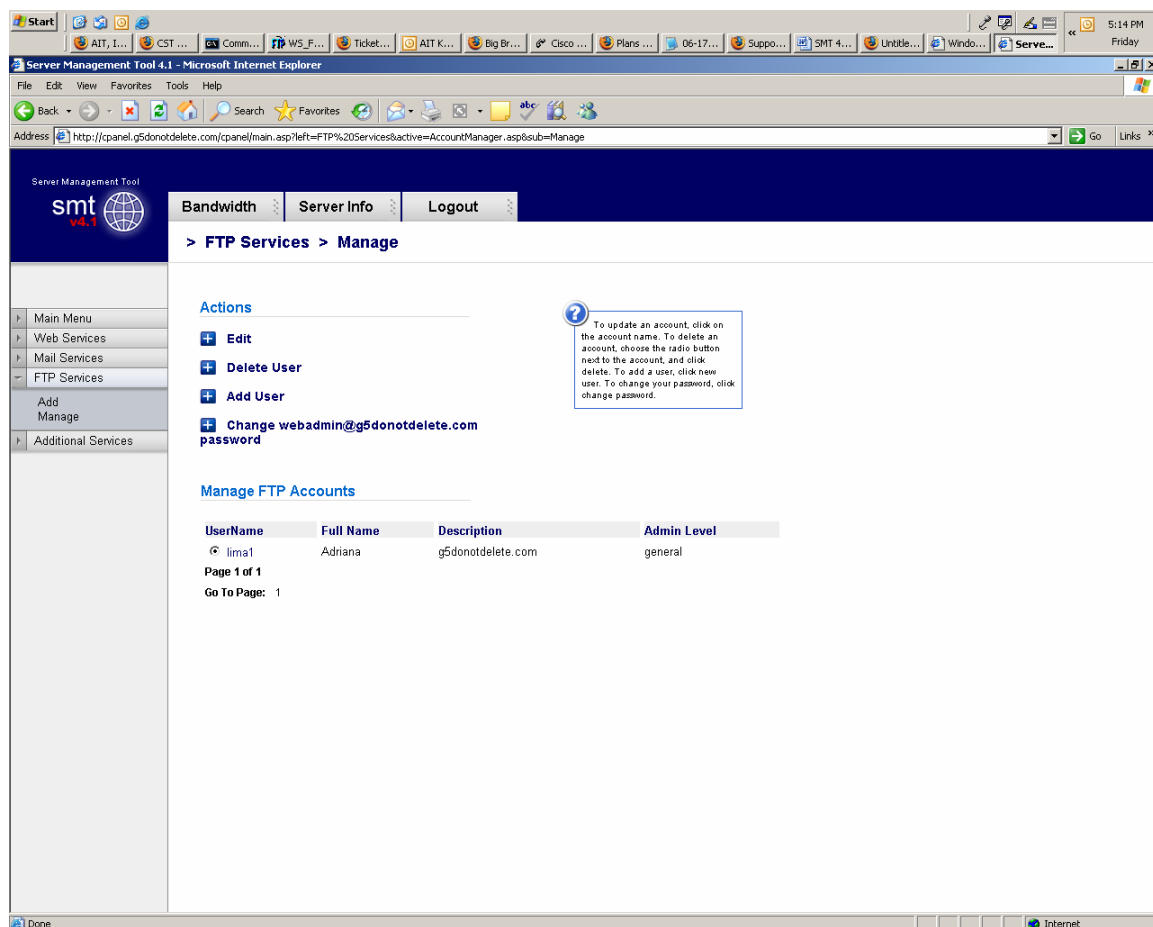 Start
5:14 PM
AIT, I... CST ... Comm... WS_F... Ticket... AIT K... Big Br... Cisco ... Plans ... 06-17... Suppo... SMT 4... Untitle... Windo... Serve... « Friday
Server Management Tool 4.1 - Microsoft Internet Explorer
File Edit View Favorites Tools Help
Back Search Favorites
Address http://cpanel.g5donotdelete.com/cpanel/main.asp?left=FTP%20Services&active=AccountManager.asp&sub=Manage Go Links »
Server Management Tool
smt
v4.1
Bandwidth Server Info Logout
> FTP Services > Manage
Main Menu
Web Services
Mail Services
FTP Services
Add
Manage
Additional Services
Actions
Edit
Delete User
Add User
Change webadmin@g5donotdelete.com
password
?
To update an account, click on
the account name. To delete an
account, choose the radio button
next to the account, and click
delete. To add a user, click new
user. To change your password, click
change password.
Manage FTP Accounts
UserName Full Name Description Admin Level
lima1 Adriana g5donotdelete.com general
Page 1 of 1
Go To Page: 1
Done Internet